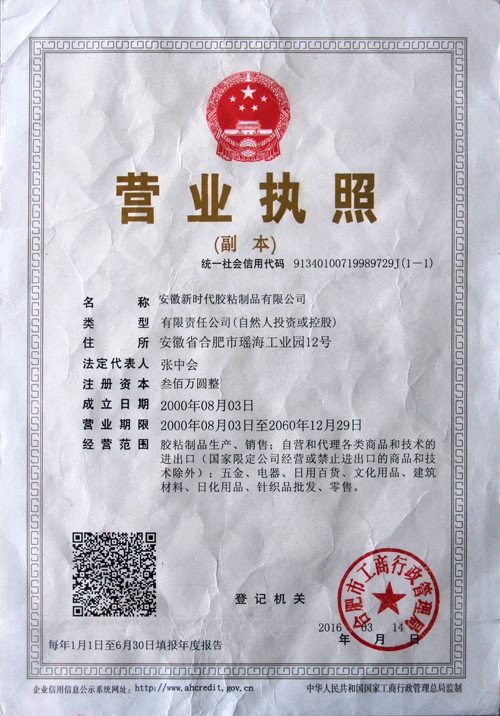 营业执照
(副 本)
统一社会信用代码 91340100719989729J(1-1)
名 称 安徽新时代胶粘制品有限公司
类 型 有限责任公司(自然人投资或控股)
住 所 安徽省合肥市瑶海工业园12号
法定代表人 张中会
注册资本 叁佰万圆整
成立日期 2000年08月03日
营业期限 2000年08月03日至2060年12月29日
经营范围 胶粘制品生产、销售；自营和代理各类商品和技术的
进出口（国家限定公司经营或禁止进出口的商品和技
术除外）；五金、电器、日用百货、文化用品、建筑
材料、日化用品、针织品批发、零售。
登记机关
合肥市工商行政管理局
2016 03 14
年 月 日
每年1月1日至6月30日填报年度报告
企业信用信息公示系统网址：http://www.ahcredit.gov.cn
中华人民共和国国家工商行政管理总局监制